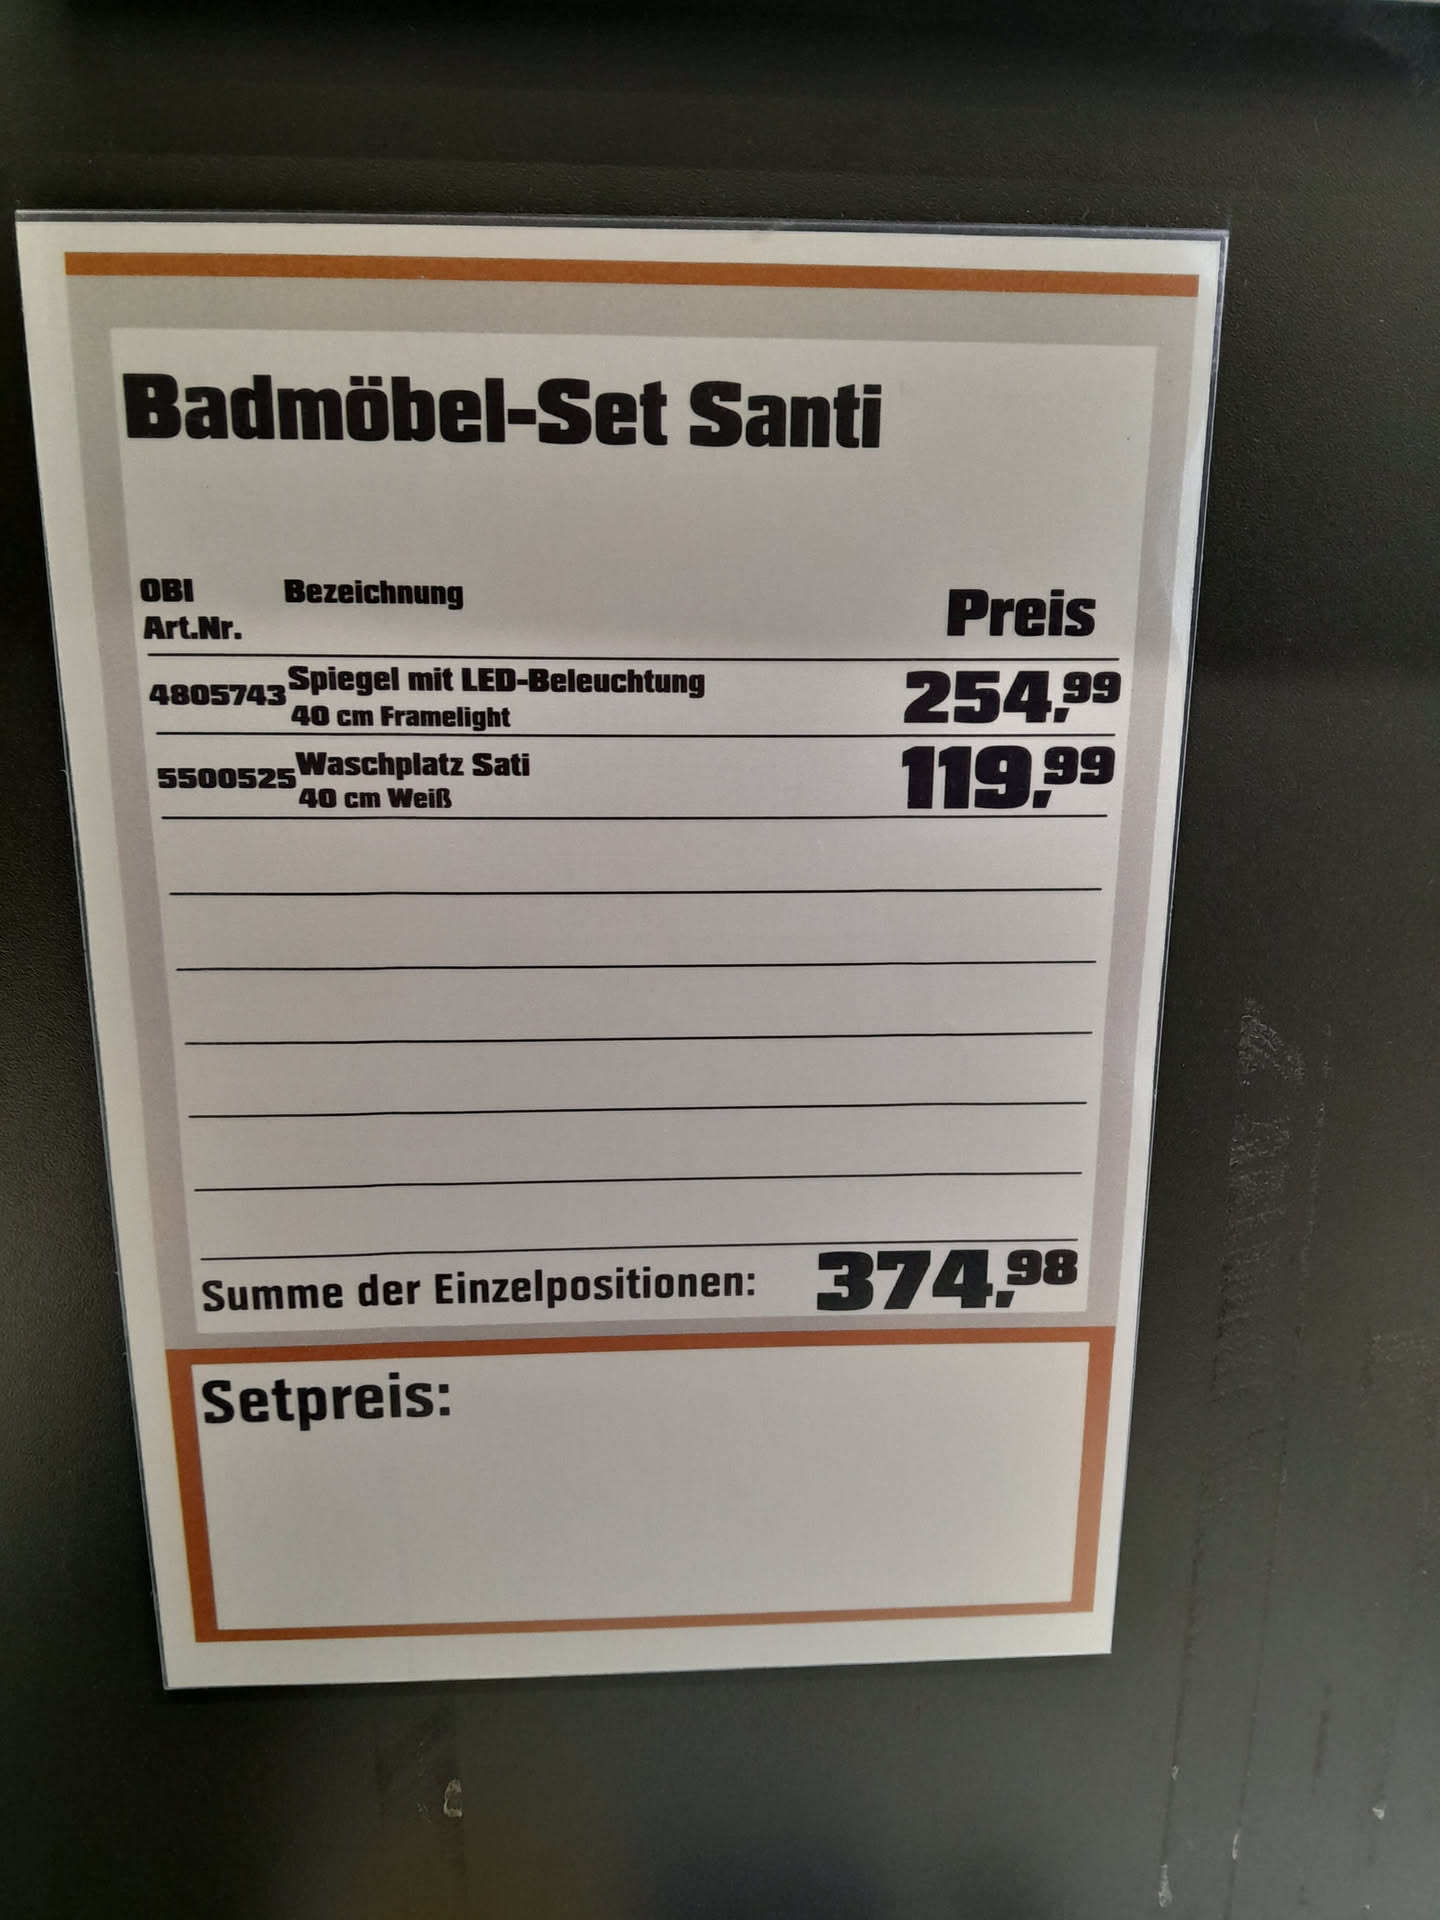 Badmöbel-Set Santi
OBI Bezeichnung Preis
Art.Nr.
4805743 Spiegel mit LED-Beleuchtung 254,99
40 cm Framelight
5500525 Waschplatz Sati 119,99
40 cm Weiß
Summe der Einzelpositionen: 374,98
Setpreis: